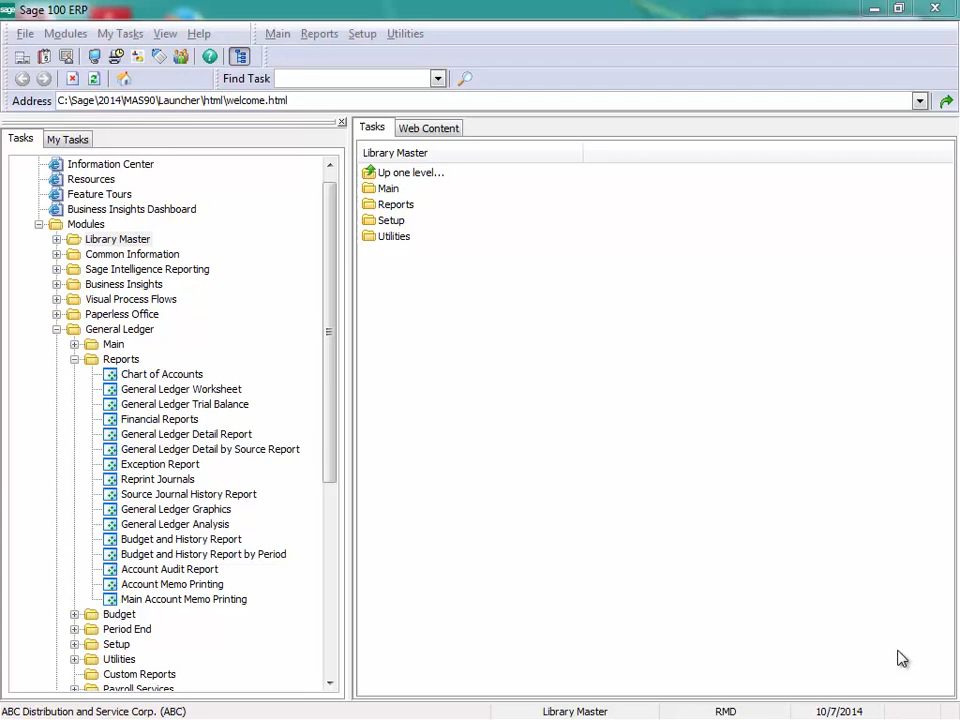 Sage 100 ERP
File Modules My Tasks View Help Main Reports Setup Utilities
Find Task
Address C:\Sage\2014\MAS90\Launcher\html\welcome.html
Tasks My Tasks
Information Center
Resources
Feature Tours
Business Insights Dashboard
Modules
Library Master
Common Information
Sage Intelligence Reporting
Business Insights
Visual Process Flows
Paperless Office
General Ledger
Main
Reports
Chart of Accounts
General Ledger Worksheet
General Ledger Trial Balance
Financial Reports
General Ledger Detail Report
General Ledger Detail by Source Report
Exception Report
Reprint Journals
Source Journal History Report
General Ledger Graphics
General Ledger Analysis
Budget and History Report
Budget and History Report by Period
Account Audit Report
Account Memo Printing
Main Account Memo Printing
Budget
Period End
Setup
Utilities
Custom Reports
Payroll Services
Tasks Web Content
Library Master
Up one level...
Main
Reports
Setup
Utilities
ABC Distribution and Service Corp. (ABC) Library Master RMD 10/7/2014